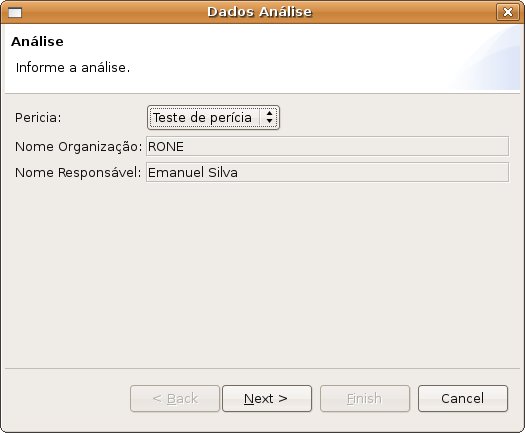 Dados Análise
Análise
Informe a análise.
Pericia: Teste de perícia
Nome Organização: RONE
Nome Responsável: Emanuel Silva
< Back Next > Finish Cancel